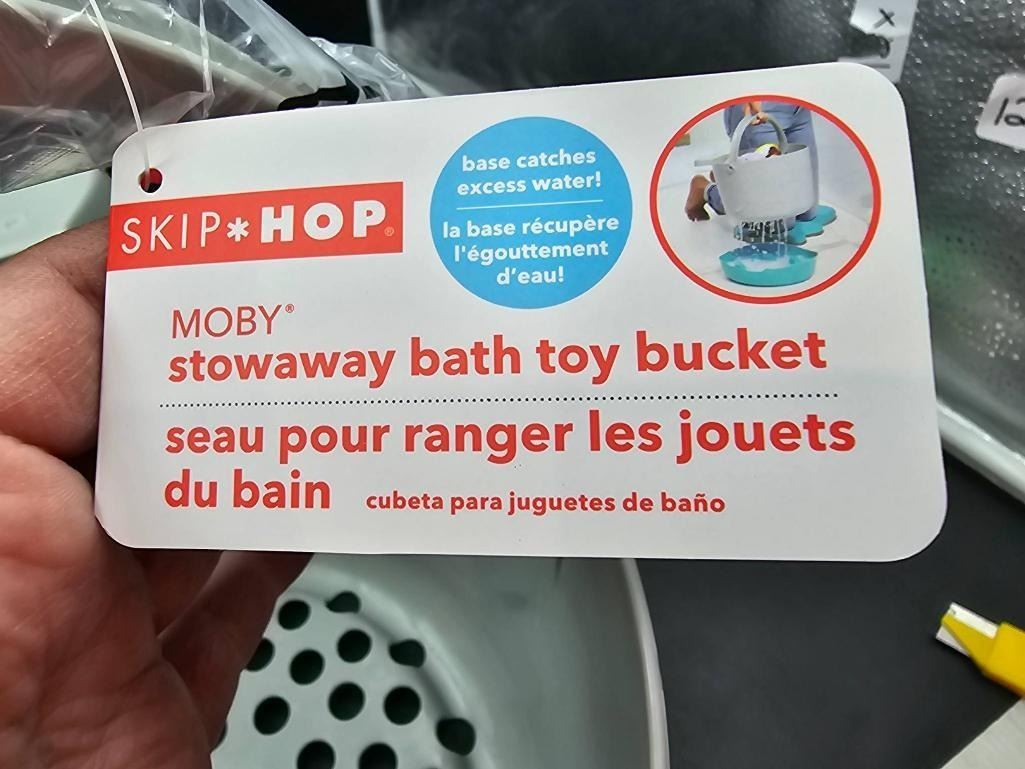 SKIP*HOP®
base catches
excess water!
la base récupère
l'égouttement
d'eau!
MOBY®
stowaway bath toy bucket
seau pour ranger les jouets
du bain
cubeta para juguetes de baño
x
12